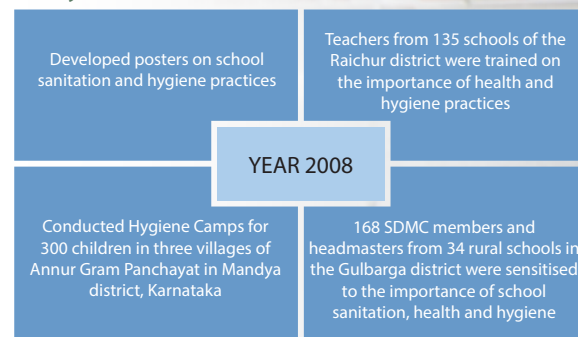 Developed posters on school
sanitation and hygiene practices
Teachers from 135 schools of the
Raichur district were trained on
the importance of health and
hygiene practices
YEAR 2008
Conducted Hygiene Camps for
300 children in three villages of
Annur Gram Panchayat in Mandya
district, Karnataka
168 SDMC members and
headmasters from 34 rural schools in
the Gulbarga district were sensitised
to the importance of school
sanitation, health and hygiene